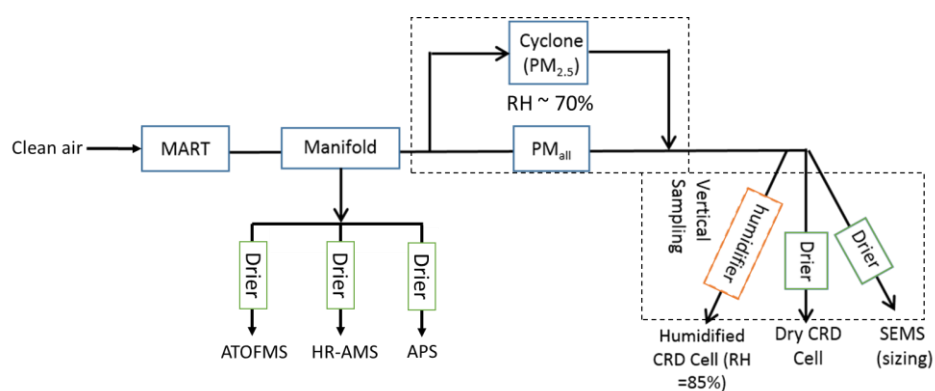 Cyclone
(PM2.5)
RH ~ 70%
Clean air
MART
Manifold
PMall
Vertical
Sampling
humidifier
Drier
Drier
Drier
Drier
Drier
ATOFMS
HR-AMS
APS
Humidified
CRD Cell (RH
=85%)
Dry CRD
Cell
SEMS
(sizing)